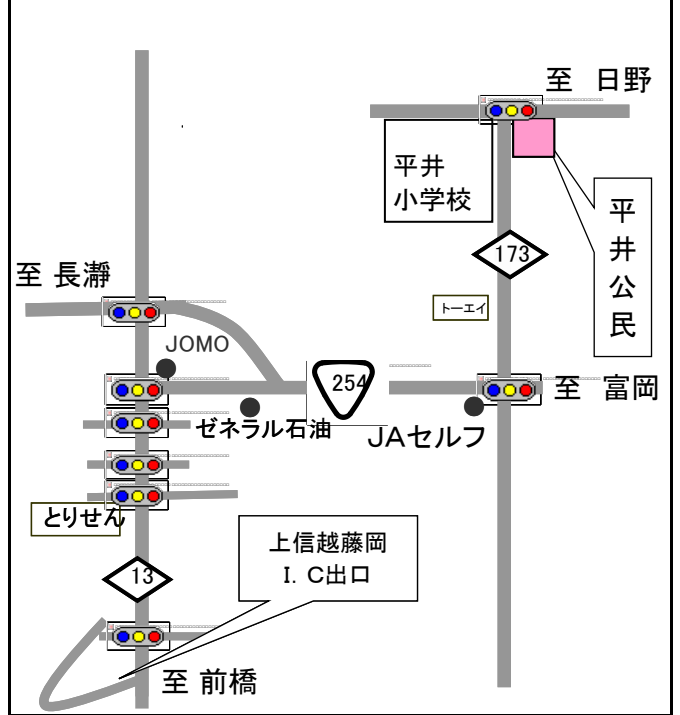 至　日野
平井
小学校
平井公民
173
至 長瀞
トーエイ
JOMO
254
至　富岡
ゼネラル石油
JAセルフ
とりせん
上信越藤岡
I. C出口
13
至 前橋